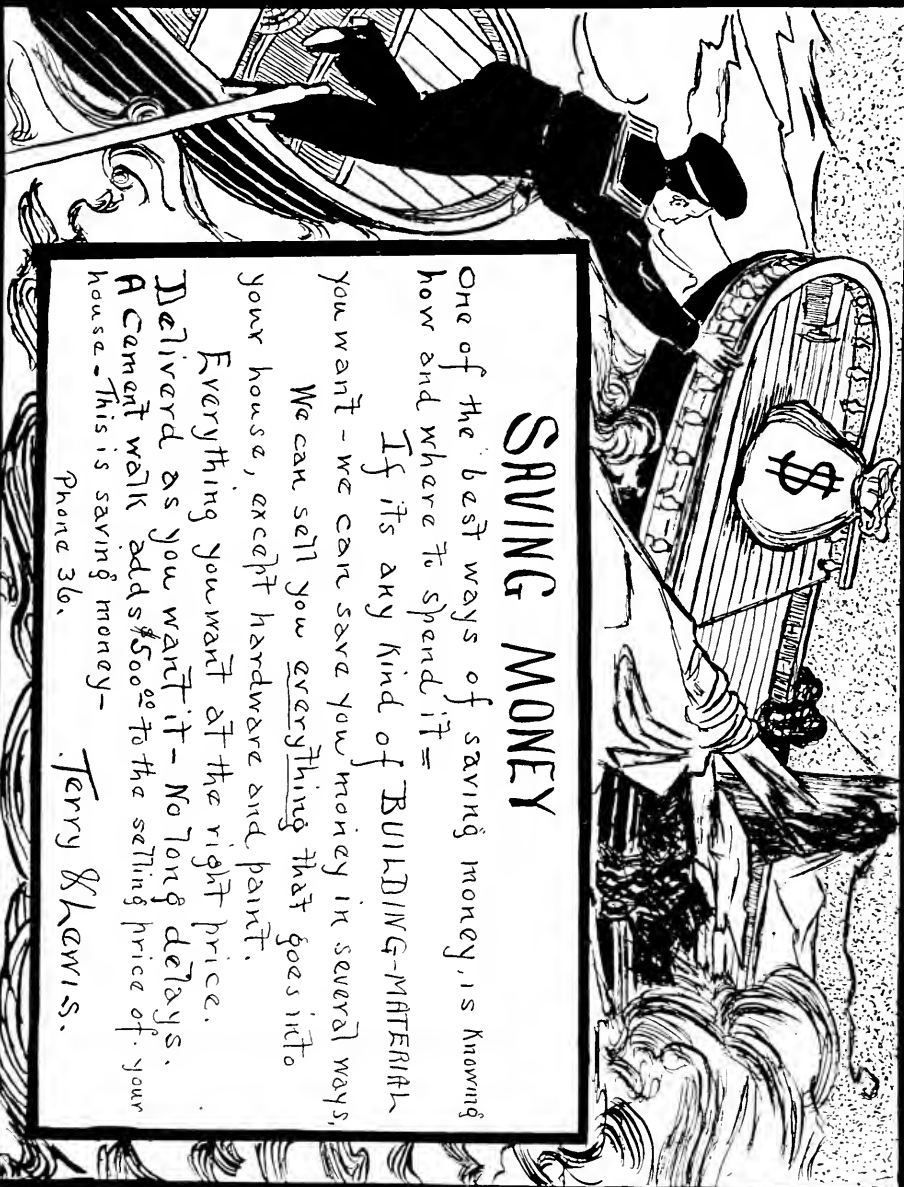 $
SAVING MONEY
One of the best ways of saving money, is knowing
how and where to spend it =
If its any kind of BUILDING-MATERIAL
you want - we can save you money in several ways,
We can sell you everything that goes into
your house, except hardware and paint.
Everything you want at the right price.
Deliverd as you want it - No long delays.
A cement walk adds $500.00 to the selling price of your
house - This is saving money -
Phone 36. Terry & Lewis.